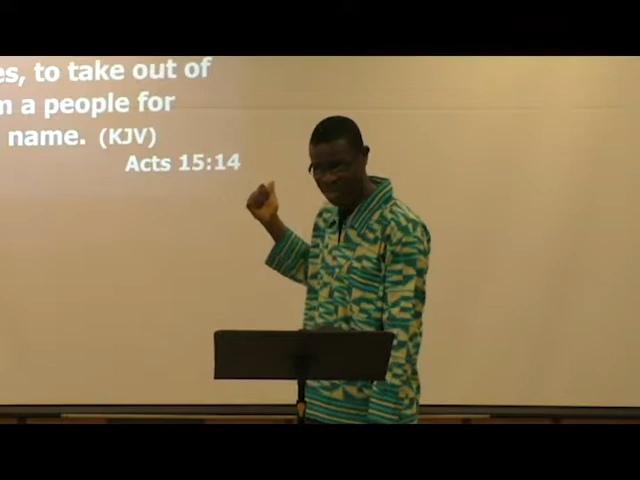 es, to take out of
m a people for
name. (KJV)
Acts 15:14